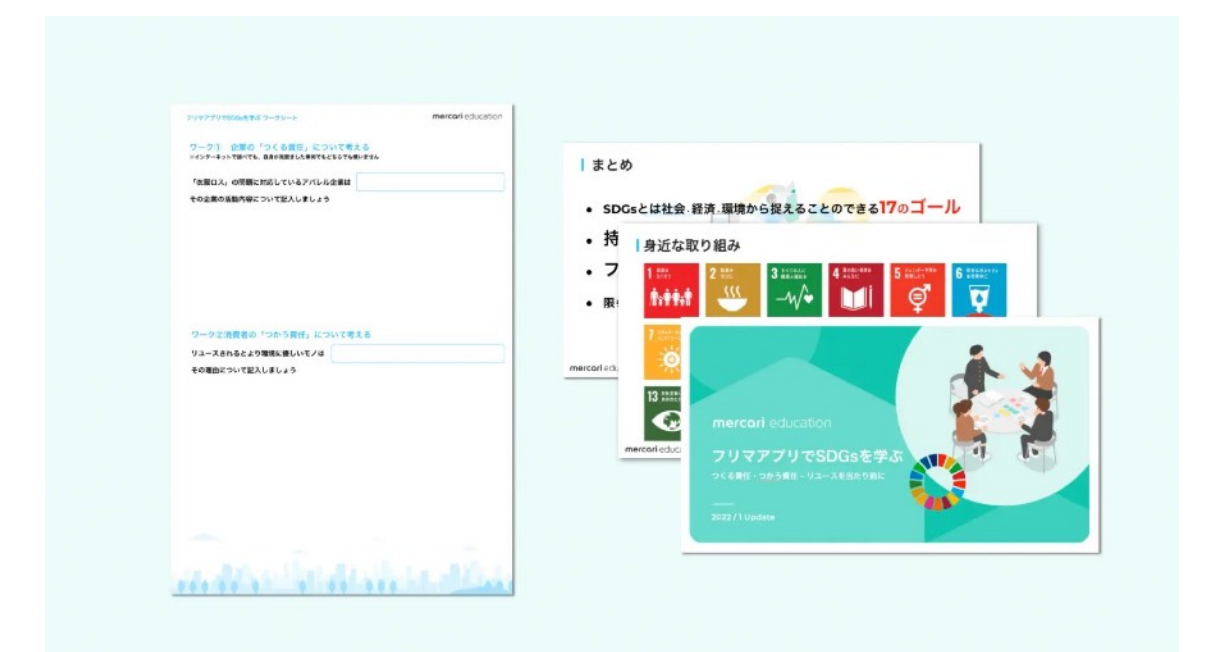 フリマアプリでSDGsを学ぶ ワークシート
mercari education
ワーク① 企業の「つくる責任」について考える
「衣服ロス」の問題に対応しているアパレル企業は
その企業の活動内容について記入しましょう
ワーク②消費者の「つかう責任」について考える
リユースされるとより環境に優しいモノは
その理由について記入しましょう
まとめ
• SDGsとは社会・経済・環境から捉えることのできる17のゴール
• 持
• フ
• 限
mercari edu
身近な取り組み
1
2
3
4
5
6
7
13
mercari educ
mercari education
フリマアプリでSDGsを学ぶ
つくる責任・つかう責任 - リユースを当たり前に
2022 / 1 Update